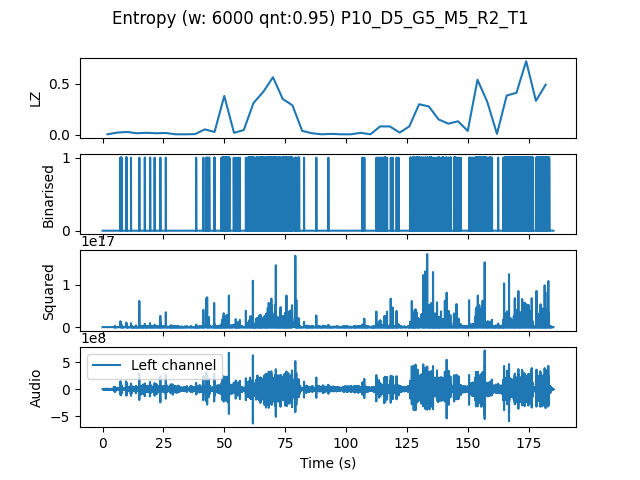 Entropy (w: 6000 qnt:0.95) P10_D5_G5_M5_R2_T1
0.5
0.0
LZ
1
0
Binarised
1e17
1
0
Squared
1e8
5
0
−5
Audio
Left channel
0 25 50 75 100 125 150 175
Time (s)